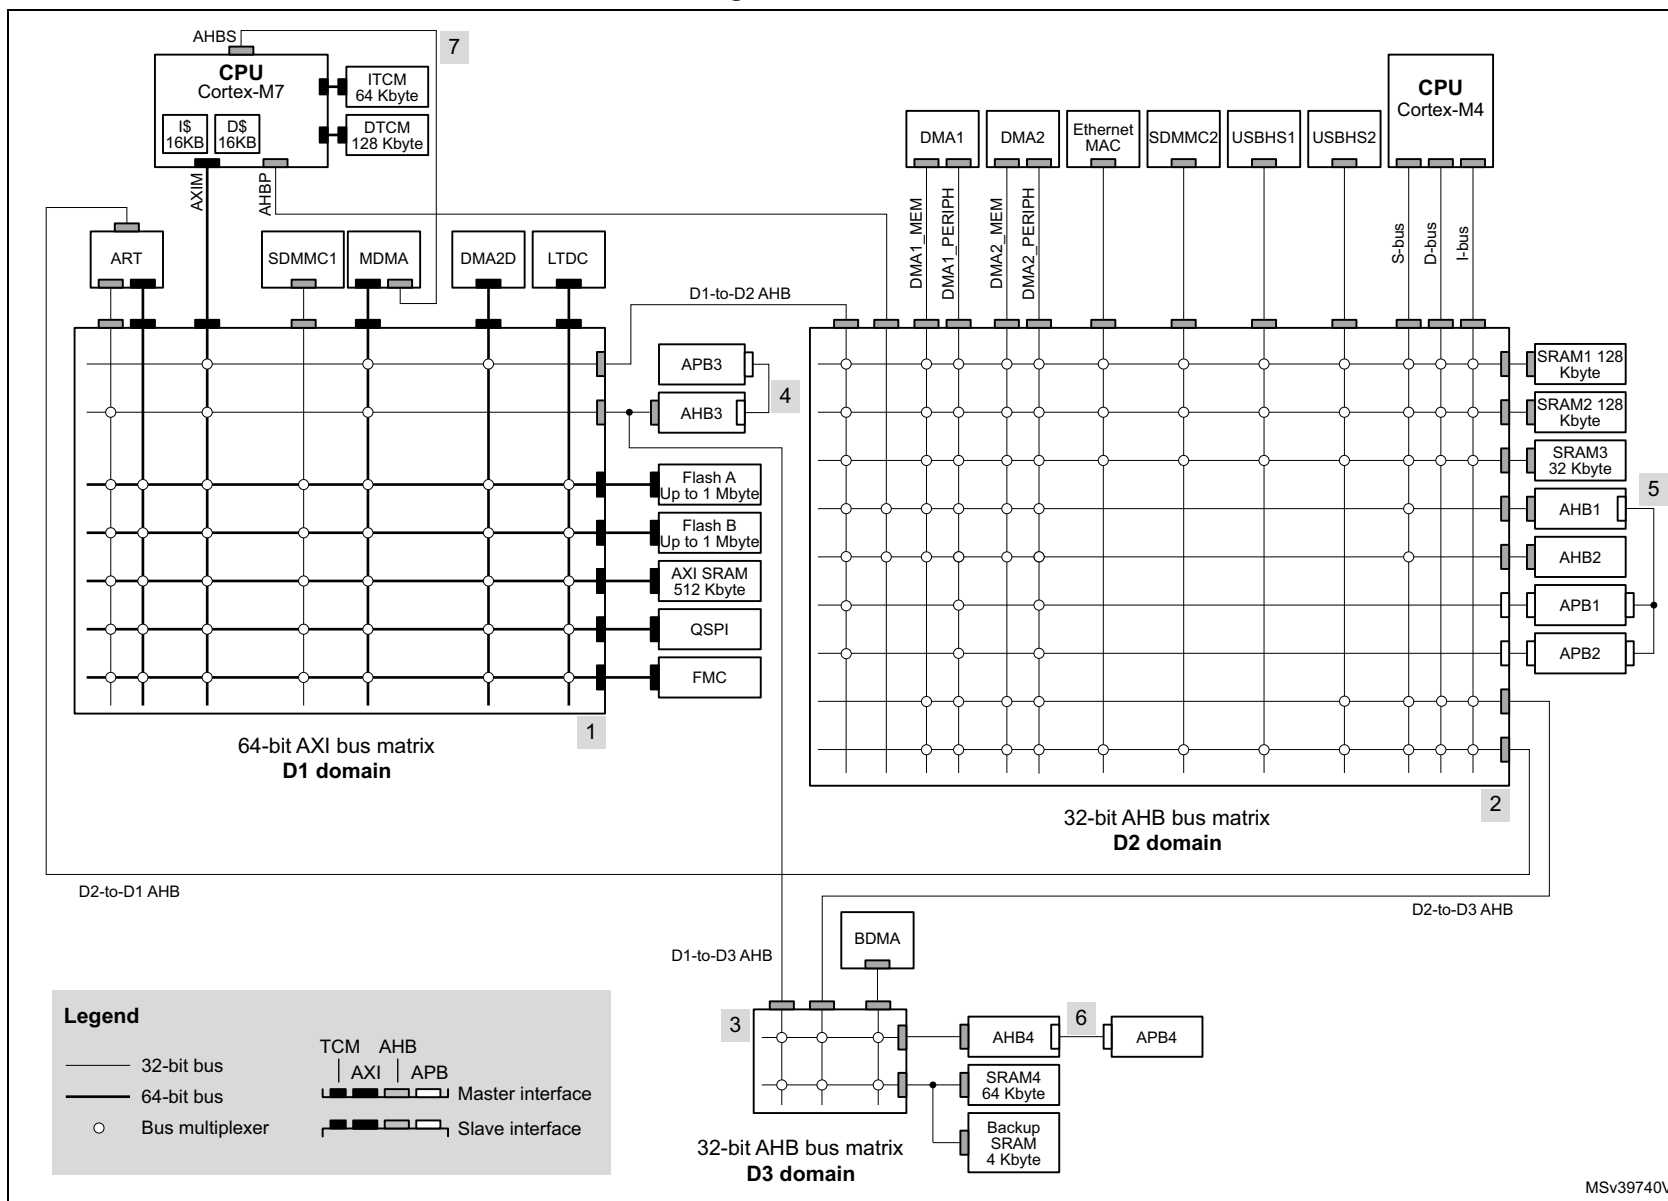 AHBS
7
CPU
Cortex-M7
I$
16KB
D$
16KB
ITCM
64 Kbyte
DTCM
128 Kbyte
AXIM
AHBP
CPU
Cortex-M4
DMA1
DMA2
Ethernet
MAC
SDMMC2
USBHS1
USBHS2
DMA1_MEM
DMA1_PERIPH
DMA2_MEM
DMA2_PERIPH
S-bus
D-bus
I-bus
ART
SDMMC1
MDMA
DMA2D
LTDC
D1-to-D2 AHB
APB3
AHB3
4
Flash A
Up to 1 Mbyte
Flash B
Up to 1 Mbyte
AXI SRAM
512 Kbyte
QSPI
FMC
1
64-bit AXI bus matrix
D1 domain
SRAM1 128
Kbyte
SRAM2 128
Kbyte
SRAM3
32 Kbyte
5
AHB1
AHB2
APB1
APB2
2
32-bit AHB bus matrix
D2 domain
D2-to-D1 AHB
D2-to-D3 AHB
D1-to-D3 AHB
BDMA
3
AHB4
6
APB4
SRAM4
64 Kbyte
Backup
SRAM
4 Kbyte
32-bit AHB bus matrix
D3 domain
Legend
32-bit bus
64-bit bus
Bus multiplexer
TCM
AHB
AXI
APB
Master interface
Slave interface